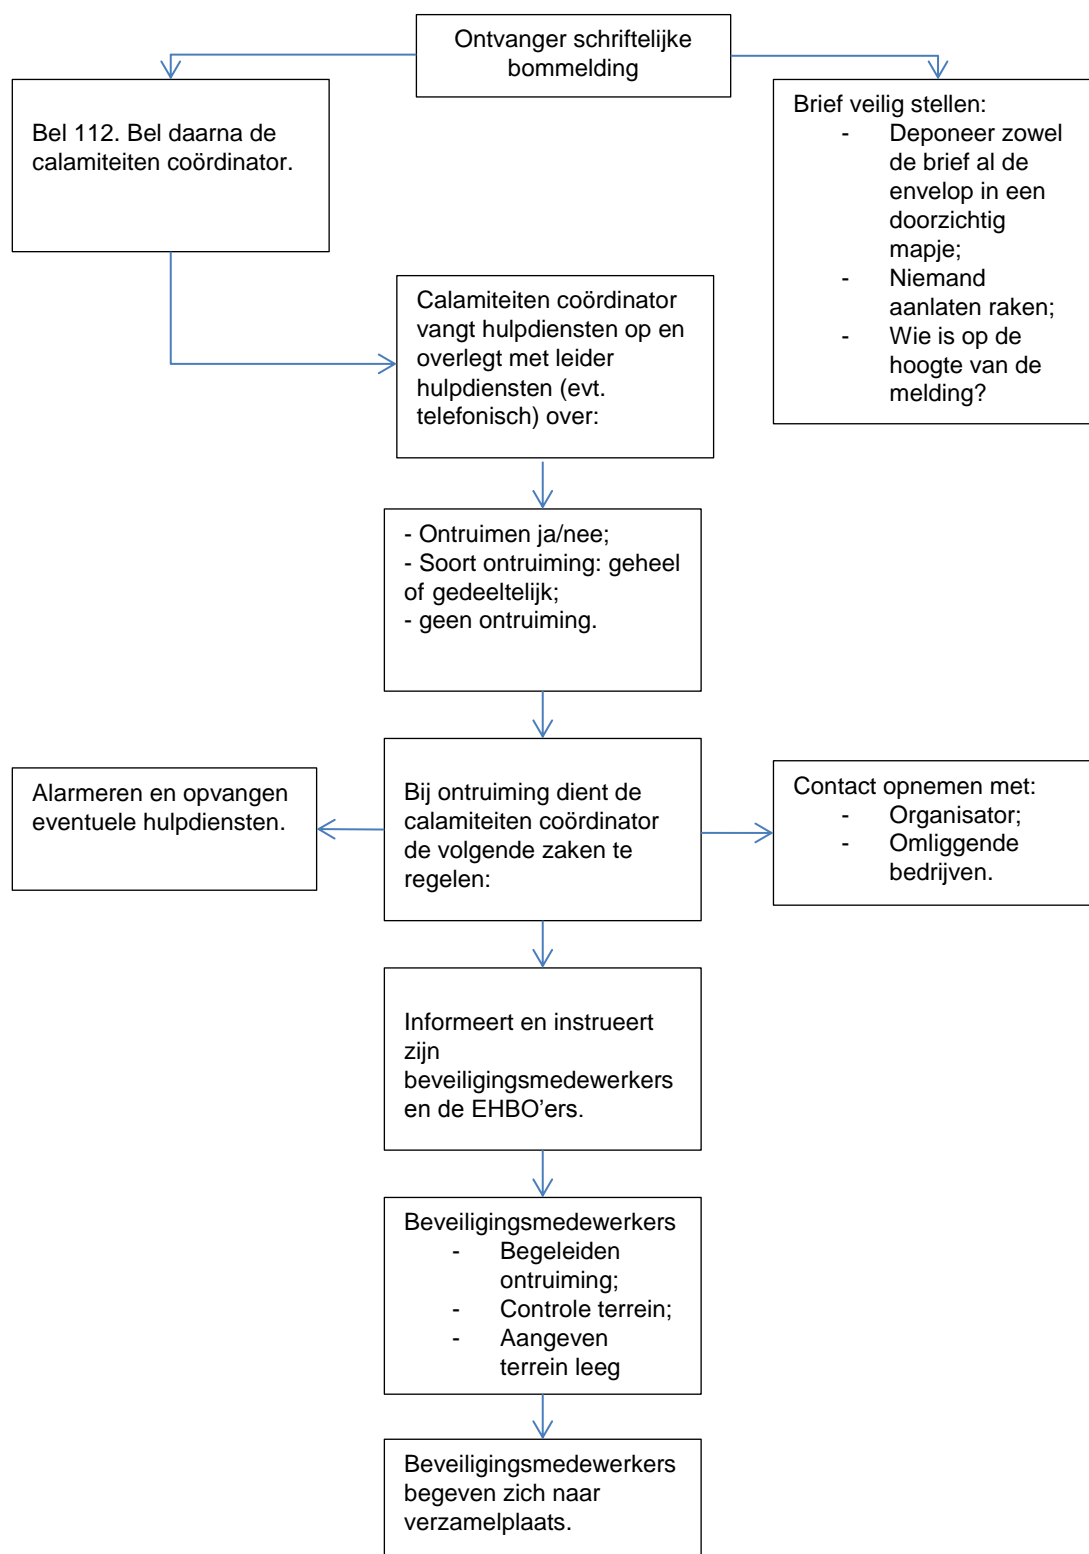 Ontvanger schriftelijke
bommelding
Bel 112. Bel daarna de
calamiteiten coördinator.
Brief veilig stellen:
- Deponeer zowel
de brief al de
envelop in een
doorzichtig
mapje;
- Niemand
aanlaten raken;
- Wie is op de
hoogte van de
melding?
Calamiteiten coördinator
vangt hulpdiensten op en
overlegt met leider
hulpdiensten (evt.
telefonisch) over:
- Ontruimen ja/nee;
- Soort ontruiming: geheel
of gedeeltelijk;
- geen ontruiming.
Alarmeren en opvangen
eventuele hulpdiensten.
Bij ontruiming dient de
calamiteiten coördinator
de volgende zaken te
regelen:
Contact opnemen met:
- Organisator;
- Omliggende
bedrijven.
Informeert en instrueert
zijn
beveiligingsmedewerkers
en de EHBO’ers.
Beveiligingsmedewerkers
- Begeleiden
ontruiming;
- Controle terrein;
- Aangeven
terrein leeg
Beveiligingsmedewerkers
begeven zich naar
verzamelplaats.